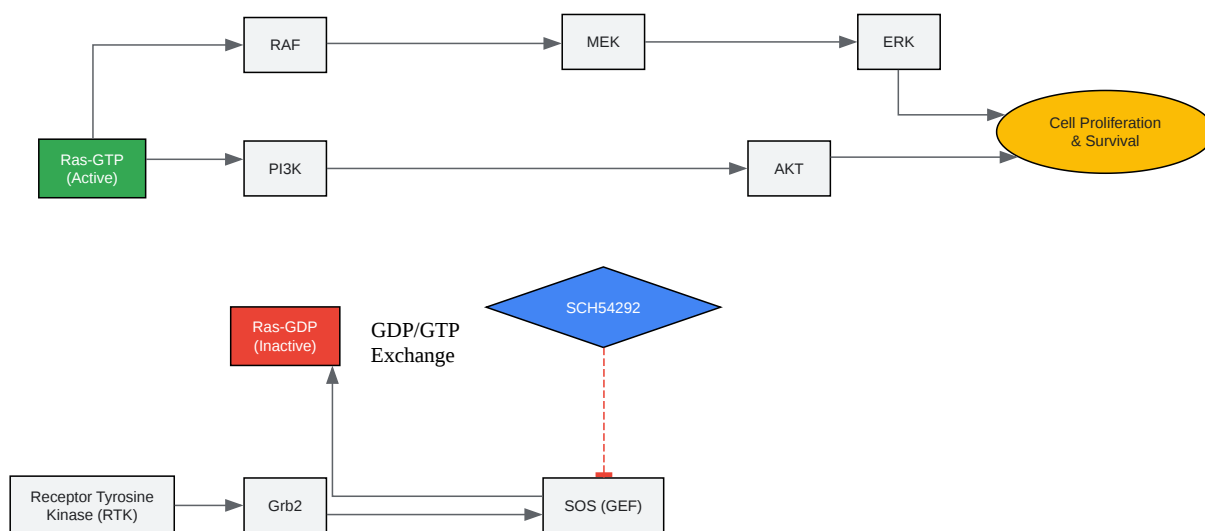 RAF
MEK
ERK
Cell Proliferation
& Survival
Ras-GTP
(Active)
PI3K
AKT
SCH54292
Ras-GDP
(Inactive)
GDP/GTP
Exchange
Receptor Tyrosine
Kinase (RTK)
Grb2
SOS (GEF)